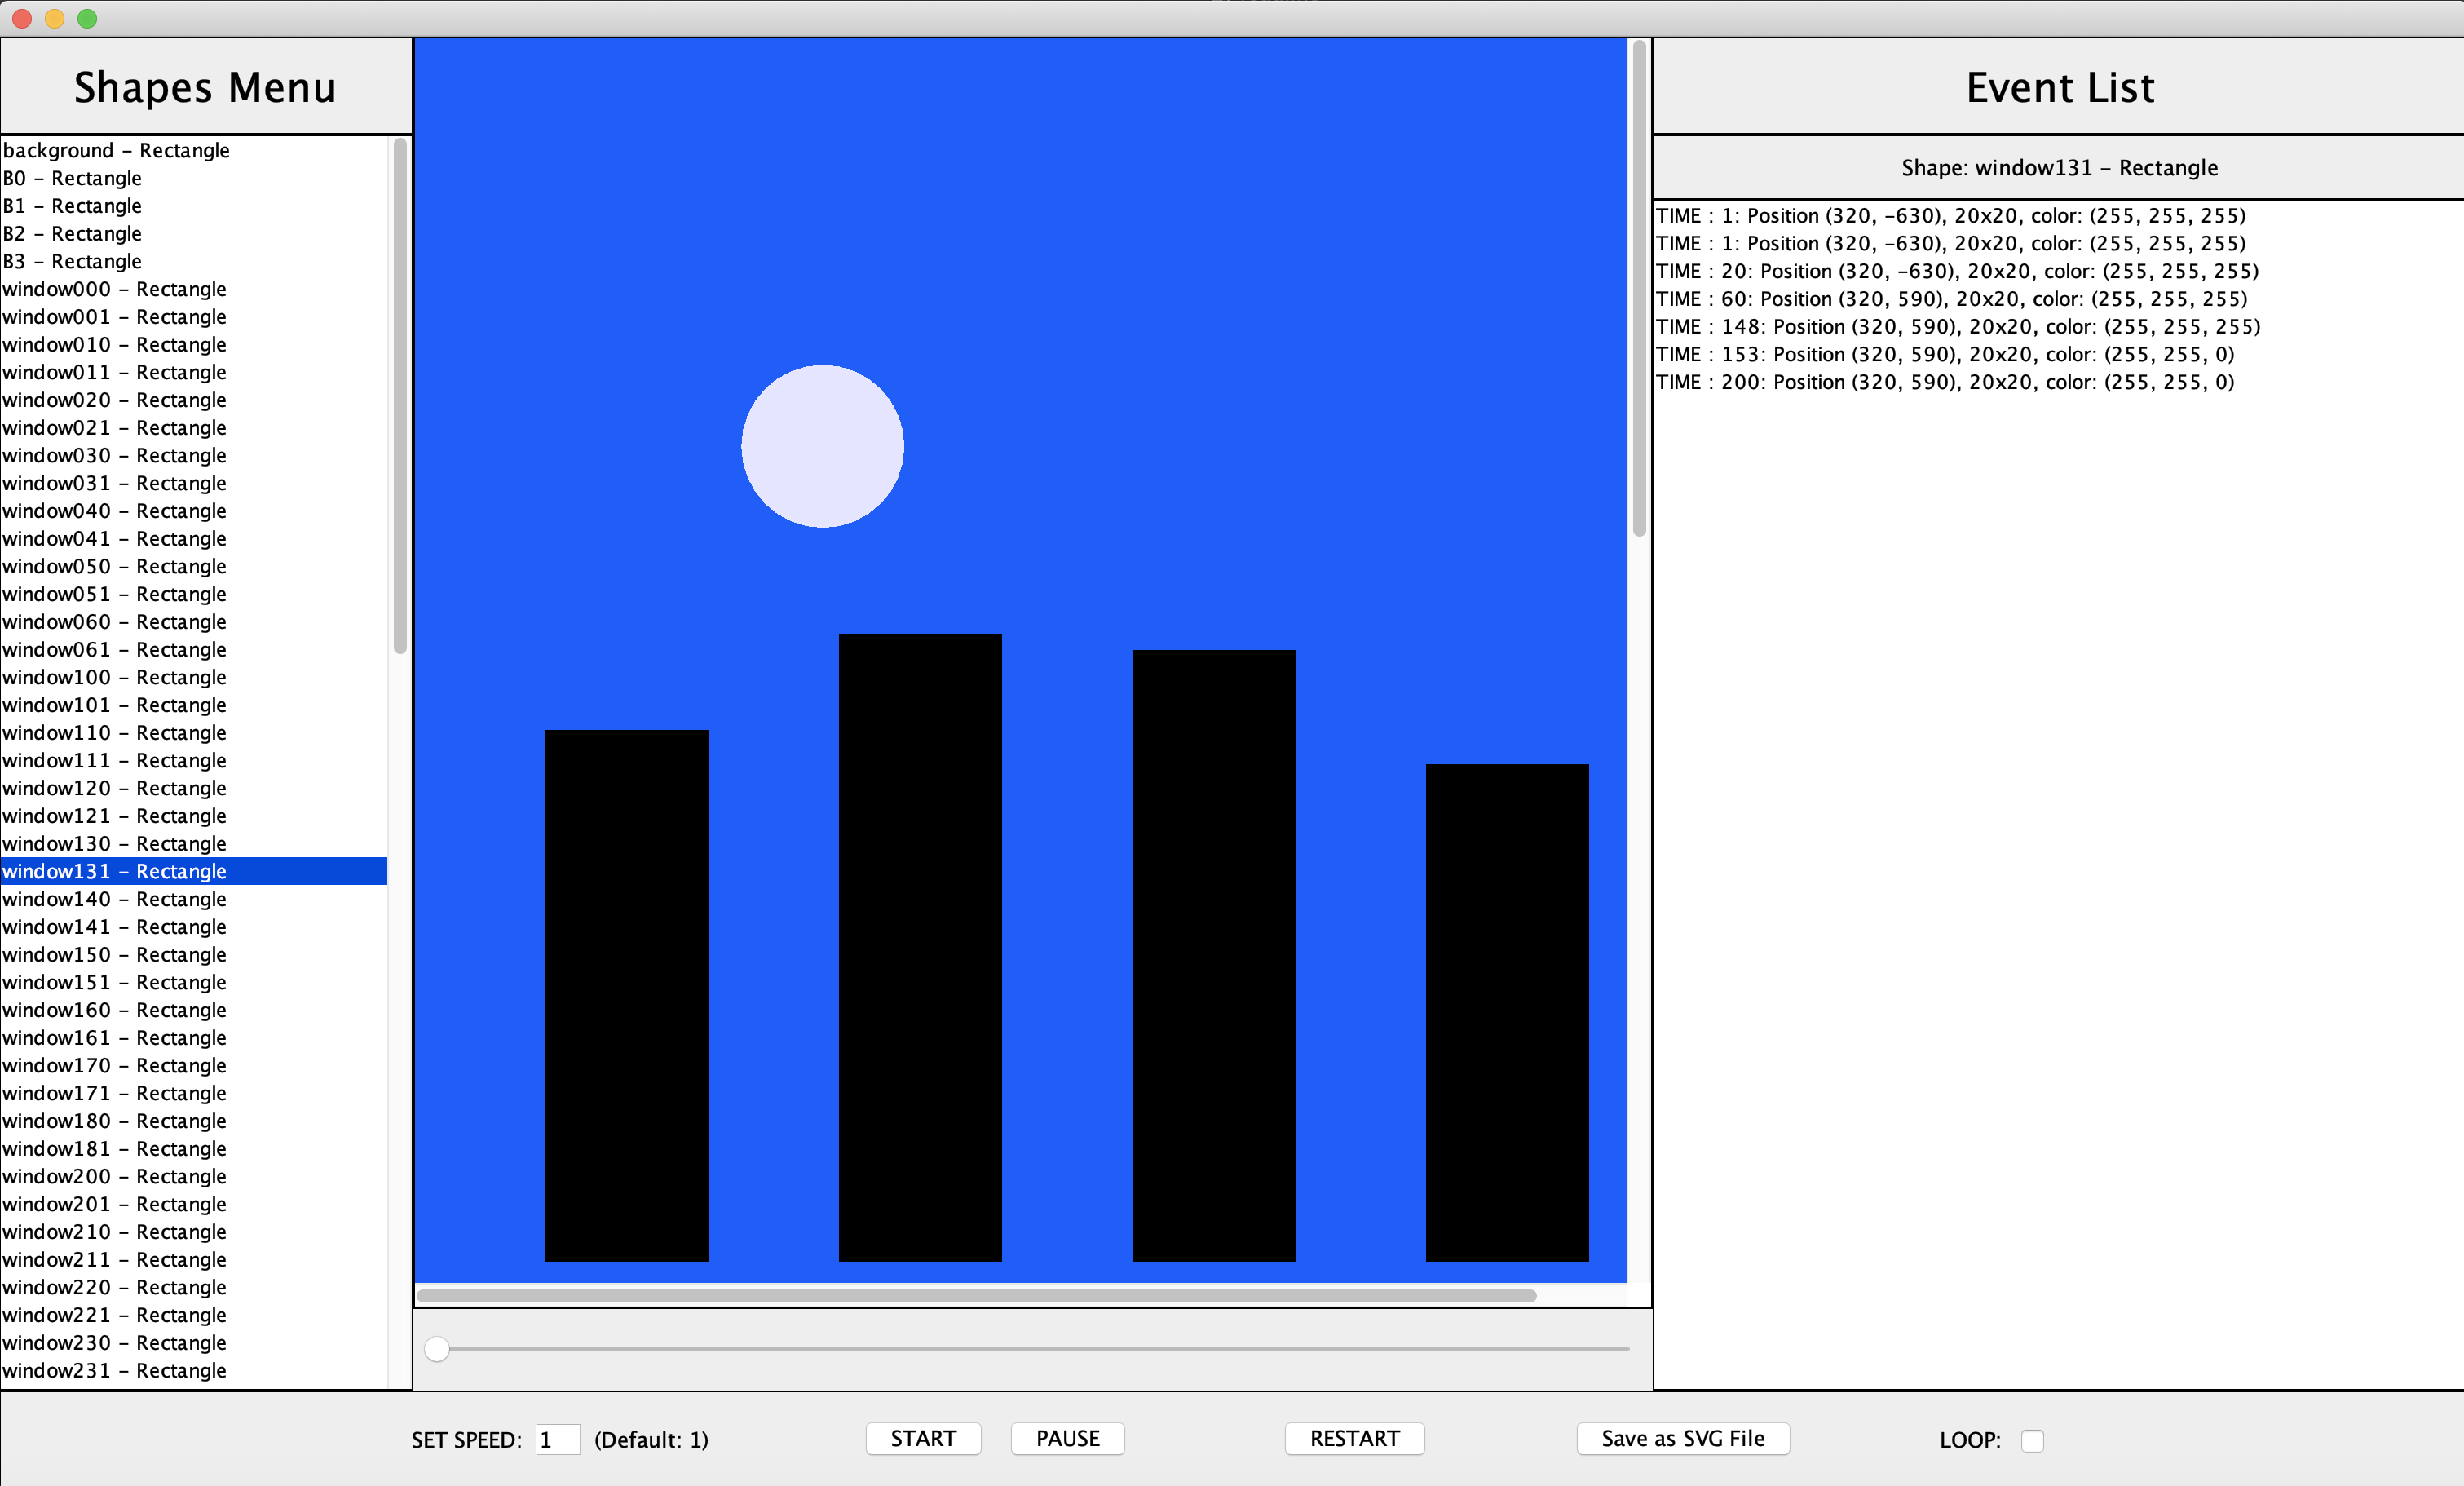 Shapes Menu
background – Rectangle
B0 – Rectangle
B1 – Rectangle
B2 – Rectangle
B3 – Rectangle
window000 – Rectangle
window001 – Rectangle
window010 – Rectangle
window011 – Rectangle
window020 – Rectangle
window021 – Rectangle
window030 – Rectangle
window031 – Rectangle
window040 – Rectangle
window041 – Rectangle
window050 – Rectangle
window051 – Rectangle
window060 – Rectangle
window061 – Rectangle
window100 – Rectangle
window101 – Rectangle
window110 – Rectangle
window111 – Rectangle
window120 – Rectangle
window121 – Rectangle
window130 – Rectangle
window131 – Rectangle
window140 – Rectangle
window141 – Rectangle
window150 – Rectangle
window151 – Rectangle
window160 – Rectangle
window161 – Rectangle
window170 – Rectangle
window171 – Rectangle
window180 – Rectangle
window181 – Rectangle
window200 – Rectangle
window201 – Rectangle
window210 – Rectangle
window211 – Rectangle
window220 – Rectangle
window221 – Rectangle
window230 – Rectangle
window231 – Rectangle
Event List
Shape: window131 – Rectangle
TIME : 1: Position (320, -630), 20x20, color: (255, 255, 255)
TIME : 1: Position (320, -630), 20x20, color: (255, 255, 255)
TIME : 20: Position (320, -630), 20x20, color: (255, 255, 255)
TIME : 60: Position (320, 590), 20x20, color: (255, 255, 255)
TIME : 148: Position (320, 590), 20x20, color: (255, 255, 255)
TIME : 153: Position (320, 590), 20x20, color: (255, 255, 0)
TIME : 200: Position (320, 590), 20x20, color: (255, 255, 0)
SET SPEED: 1 (Default: 1) START PAUSE RESTART Save as SVG File LOOP: